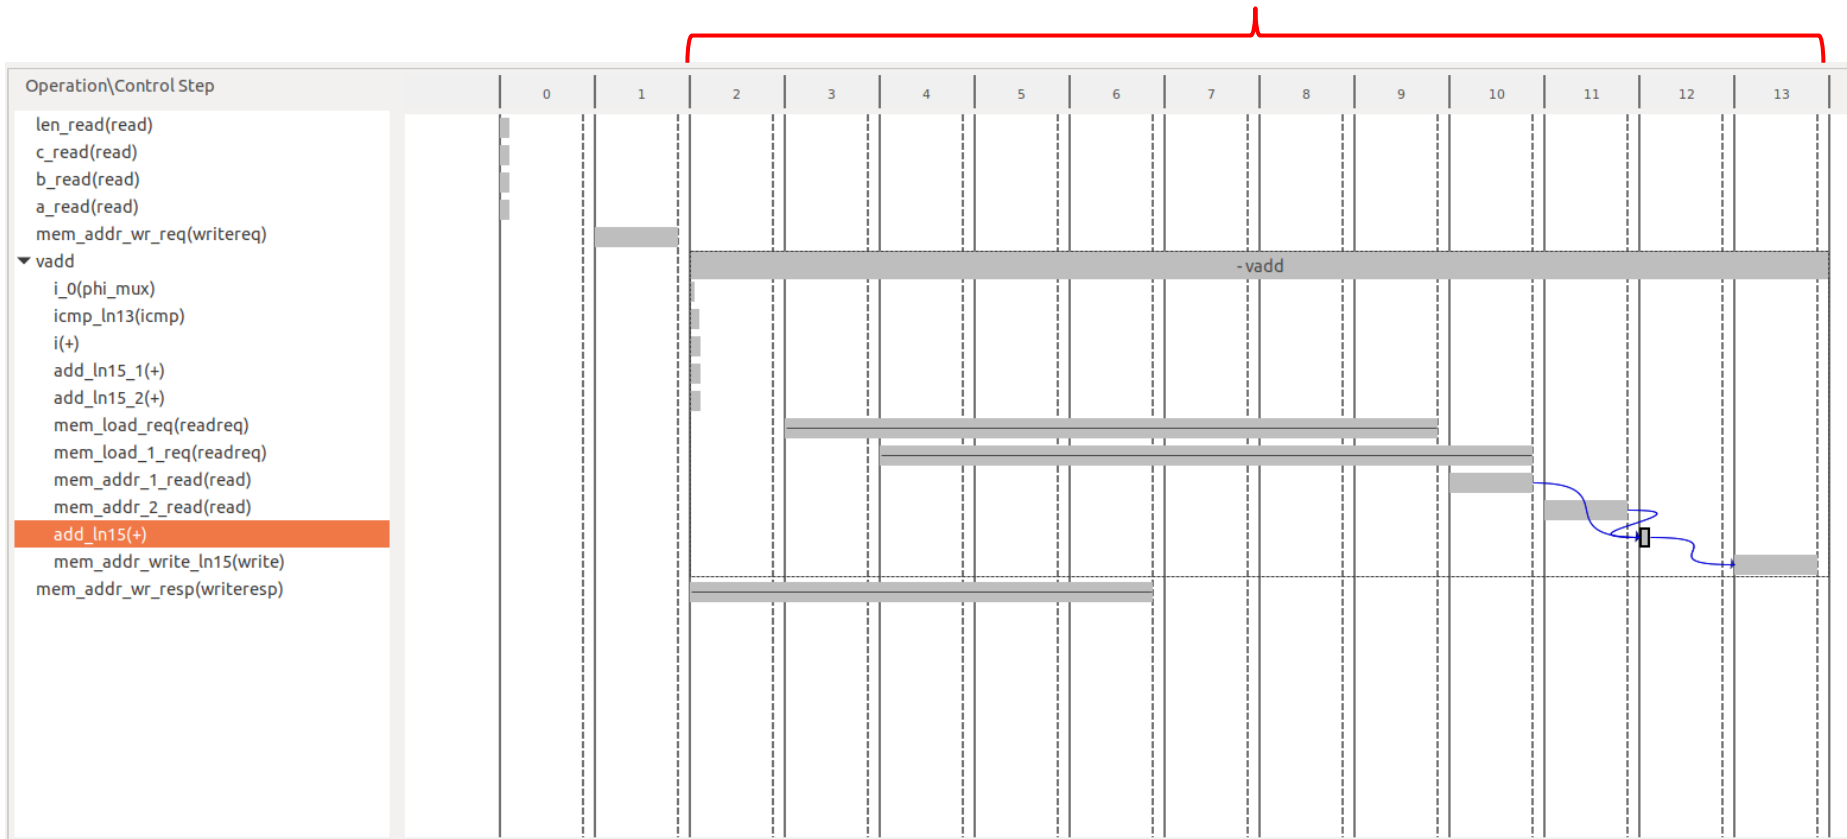 Operation\Control Step
0 1 2 3 4 5 6 7 8 9 10 11 12 13
len_read(read)
c_read(read)
b_read(read)
a_read(read)
mem_addr_wr_req(writereq)
vadd
- vadd
i_0(phi_mux)
icmp_ln13(icmp)
i(+)
add_ln15_1(+)
add_ln15_2(+)
mem_load_req(readreq)
mem_load_1_req(readreq)
mem_addr_1_read(read)
mem_addr_2_read(read)
add_ln15(+)
mem_addr_write_ln15(write)
mem_addr_wr_resp(writeresp)